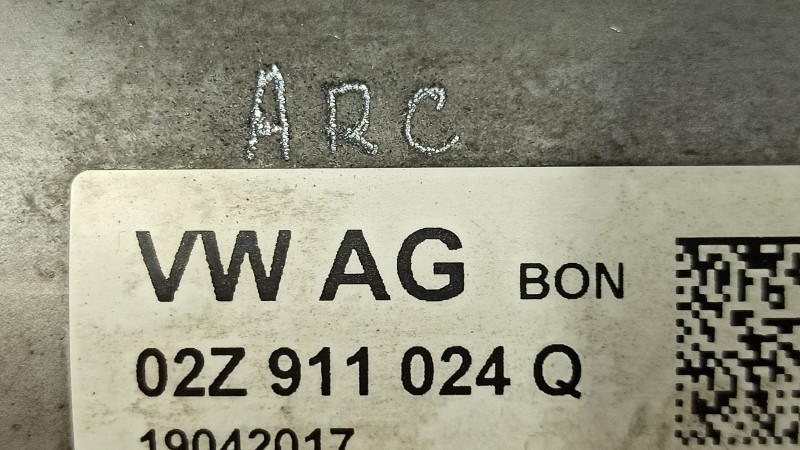 ARC
VW AG BON
02Z 911 024 Q
19042017